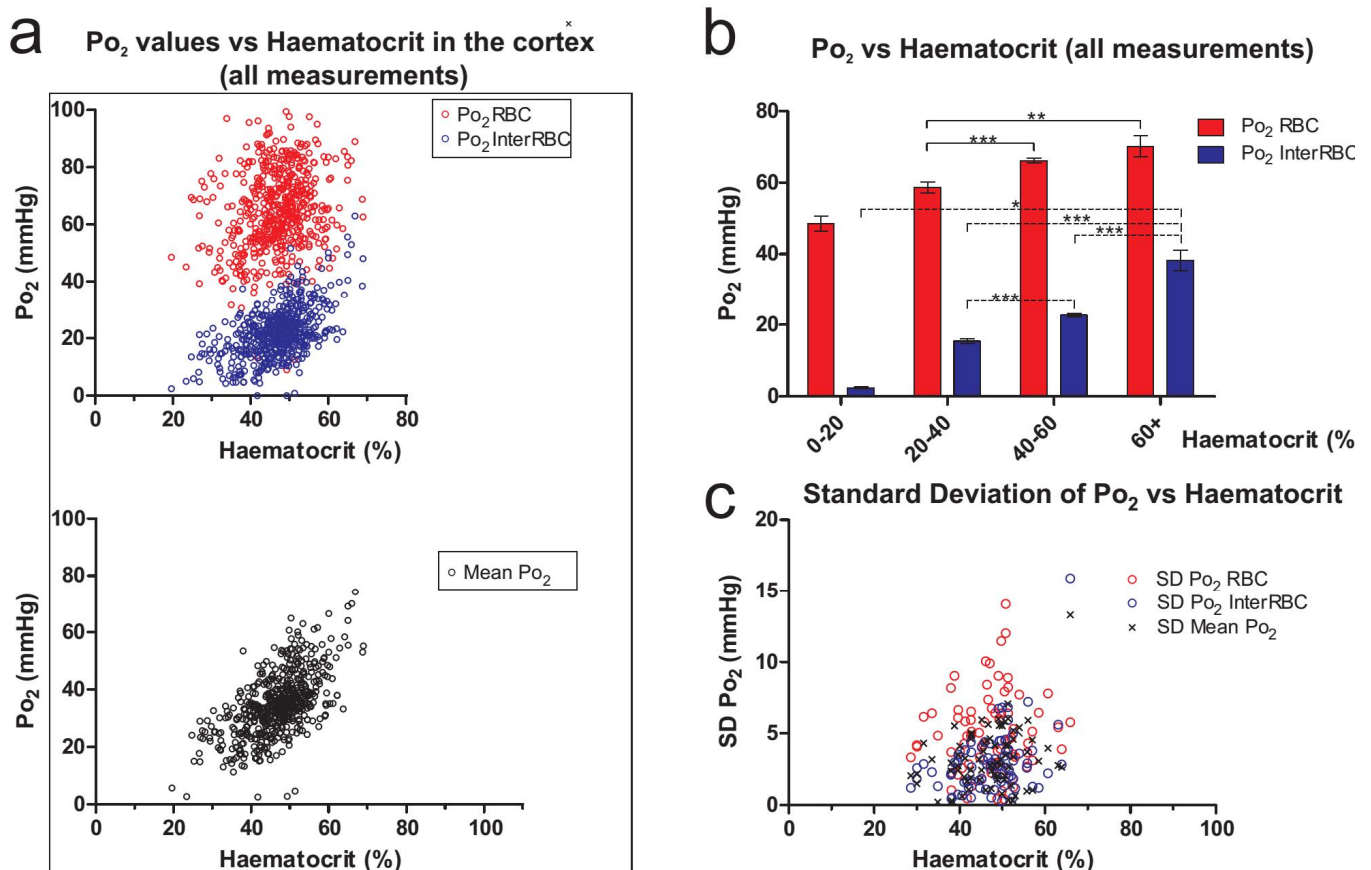 a
×
Po₂ values vs Haematocrit in the cortex
(all measurements)
Po₂ RBC
Po₂ InterRBC
100
80
60
40
20
0
Po₂ (mmHg)
0 20 40 60 80
Haematocrit (%)
100
80
60
40
20
0
Po₂ (mmHg)
Mean Po₂
0 20 40 60 80 100
Haematocrit (%)
b
Po₂ vs Haematocrit (all measurements)
80
60
40
20
0
Po₂ (mmHg)
**
***
*
***
***
***
Po₂ RBC
Po₂ InterRBC
0-20 20-40 40-60 60+
Haematocrit (%
c
Standard Deviation of Po₂ vs Haematocrit
20
15
10
5
0
SD Po₂ (mmHg)
SD Po₂ RBC
SD Po₂ InterRBC
SD Mean Po₂
0 20 40 60 80 100
Haematocrit (%)